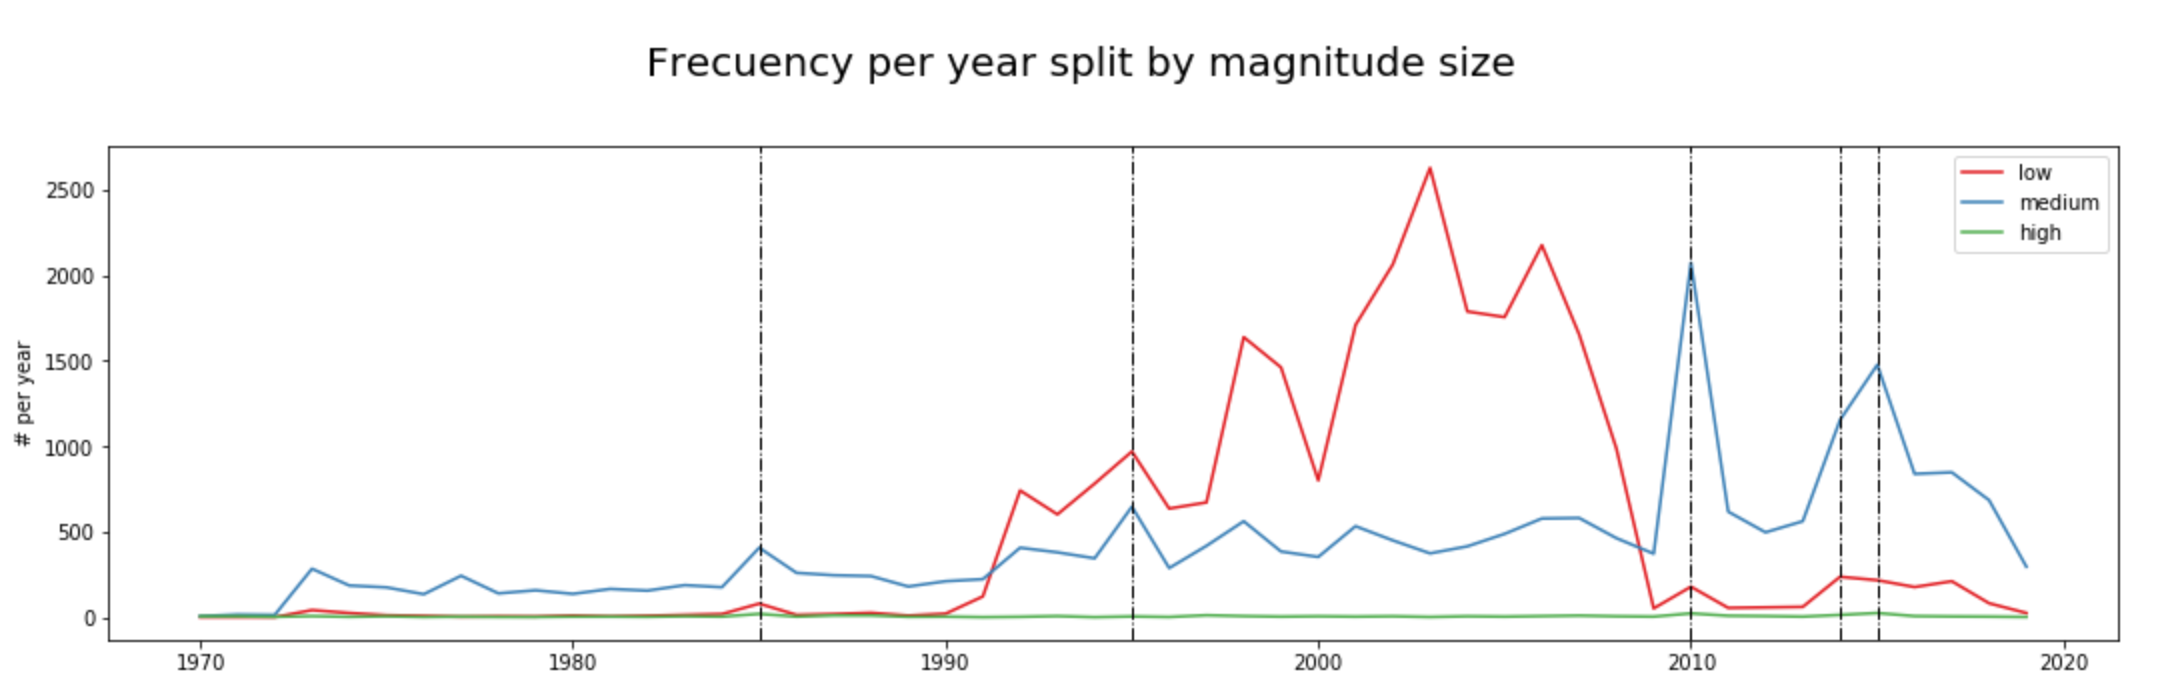 Frecuency per year split by magnitude size
low
medium
high
# per year
2500
2000
1500
1000
500
0
1970
1980
1990
2000
2010
2020